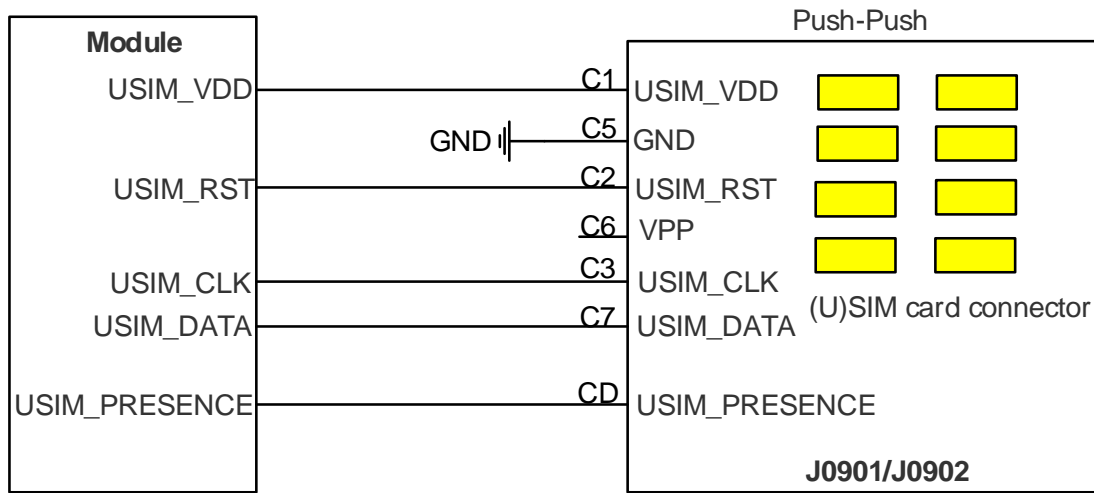 Push-Push
Module
USIM_VDD C1 USIM_VDD
GND C5 GND
USIM_RST C2 USIM_RST
C6 VPP
USIM_CLK C3 USIM_CLK
(U)SIM card connector
USIM_DATA C7 USIM_DATA
USIM_PRESENCE CD USIM_PRESENCE
J0901/J0902